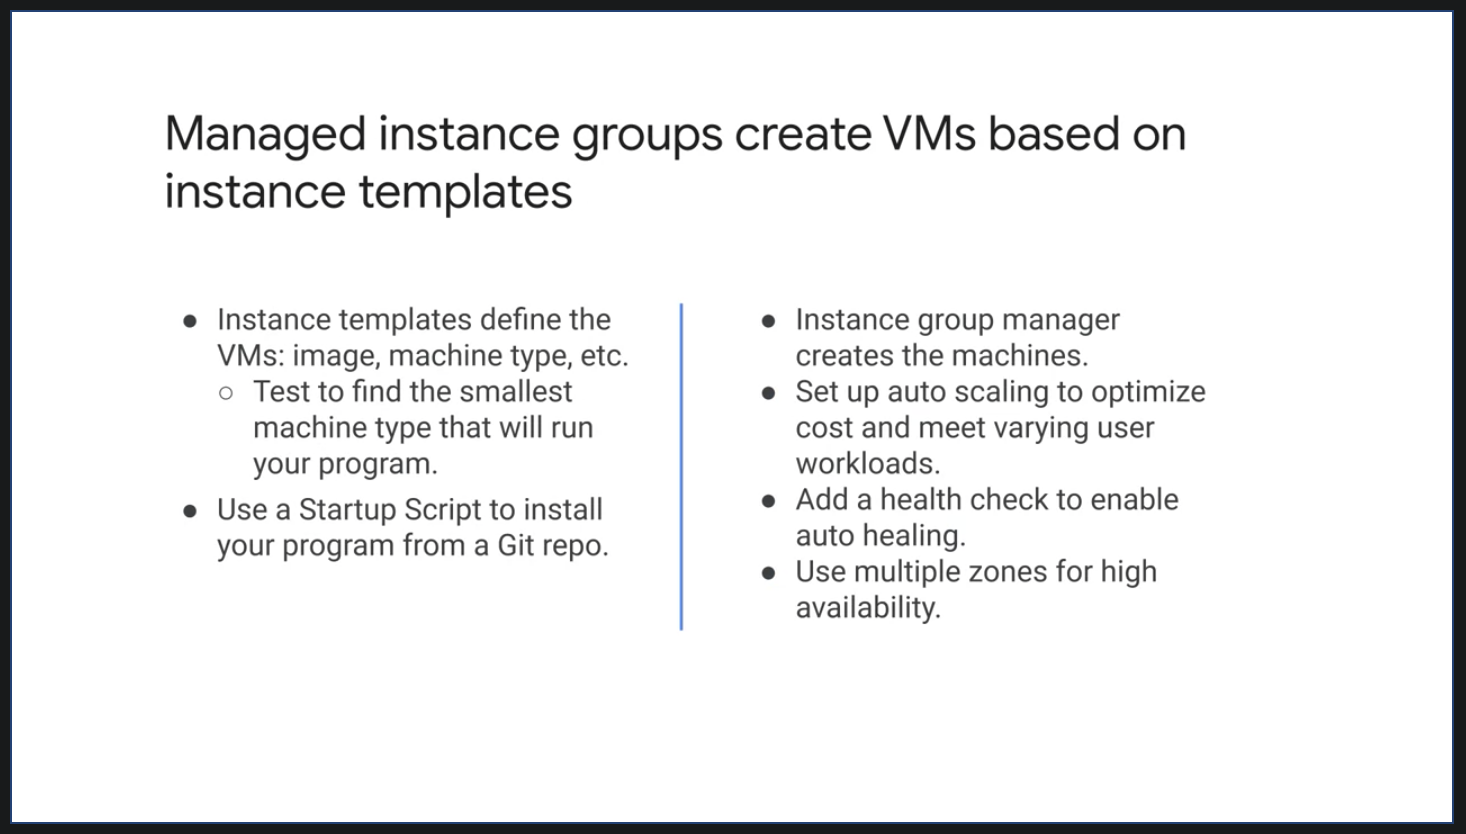 Managed instance groups create VMs based on
instance templates
● Instance templates define the
VMs: image, machine type, etc.
○ Test to find the smallest
machine type that will run
your program.
● Use a Startup Script to install
your program from a Git repo.
● Instance group manager
creates the machines.
● Set up auto scaling to optimize
cost and meet varying user
workloads.
● Add a health check to enable
auto healing.
● Use multiple zones for high
availability.